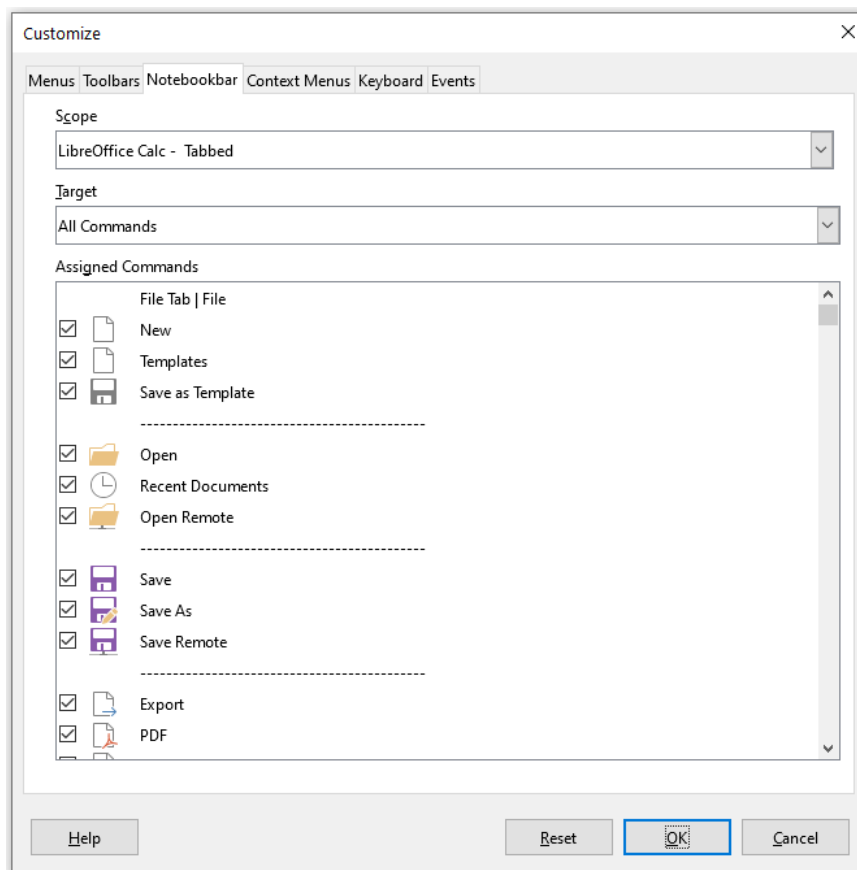 Customize
Menus Toolbars Notebookbar Context Menus Keyboard Events
Scope
LibreOffice Calc - Tabbed
Target
All Commands
Assigned Commands
File Tab | File
New
Templates
Save as Template
--------------------------------------------
Open
Recent Documents
Open Remote
--------------------------------------------
Save
Save As
Save Remote
--------------------------------------------
Export
PDF
Help Reset OK Cancel